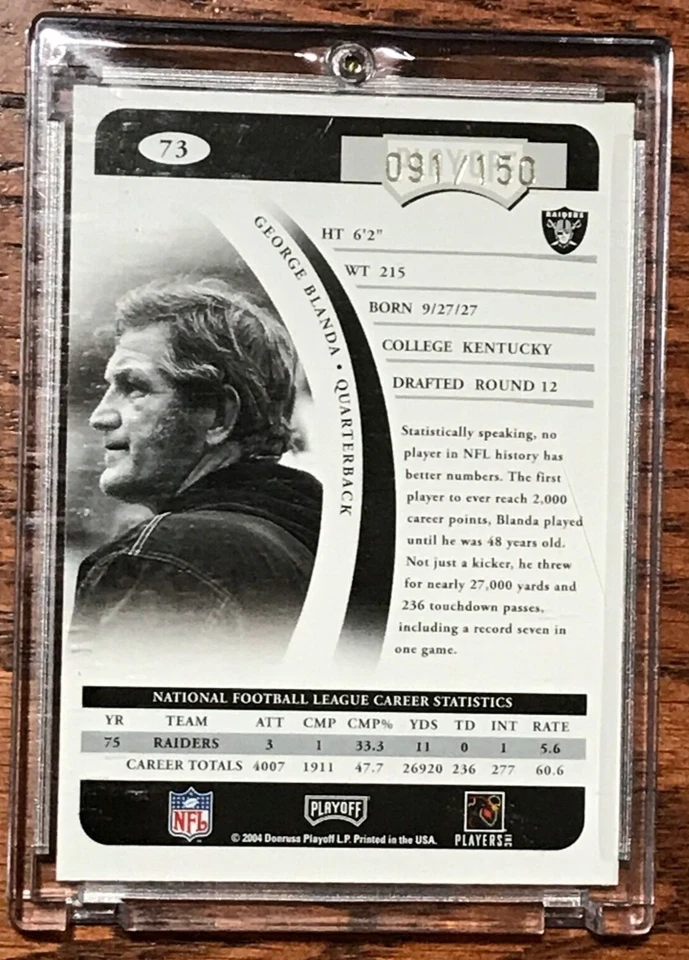 73
PLAYOFF
091/150
RAIDERS
GEORGE BLANDA • QUARTERBACK
HT 6'2"
WT 215
BORN 9/27/27
COLLEGE KENTUCKY
DRAFTED ROUND 12
Statistically speaking, no
player in NFL history has
better numbers. The first
player to ever reach 2,000
career points, Blanda played
until he was 48 years old.
Not just a kicker, he threw
for nearly 27,000 yards and
236 touchdown passes,
including a record seven in
one game.
NATIONAL FOOTBALL LEAGUE CAREER STATISTICS
YR TEAM ATT CMP CMP% YDS TD INT RATE
75 RAIDERS 3 1 33.3 11 0 1 5.6
CAREER TOTALS 4007 1911 47.7 26920 236 277 60.6
NFL
PLAYOFF
PLAYERS INC
© 2004 Donruss Playoff L.P. Printed in the USA.